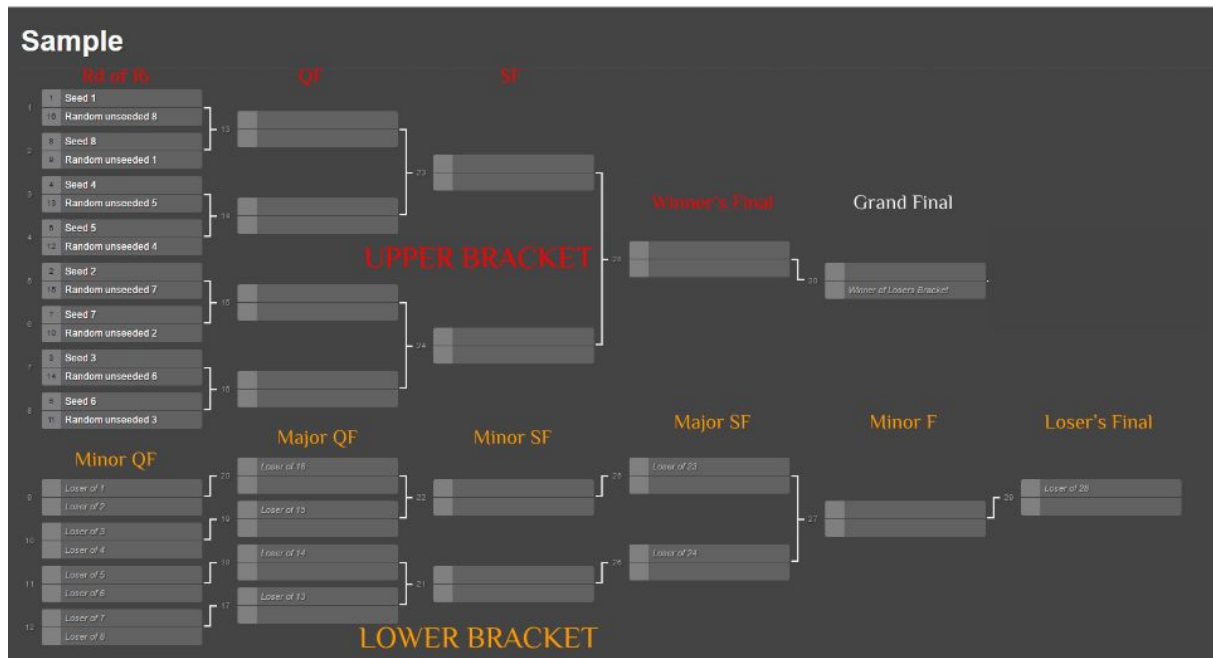 Sample
Rd of 16 QF SF
1 Seed 1
1 16 Random unseeded 8
13
8 Seed 8
2 9 Random unseeded 1
23
4 Seed 4
3 13 Random unseeded 5
14
5 Seed 5
4 12 Random unseeded 4
Winner's Final Grand Final
UPPER BRACKET
28
2 Seed 2
5 15 Random unseeded 7
30
Winner of Losers Bracket
15
7 Seed 7
6 10 Random unseeded 2
24
3 Seed 3
7 14 Random unseeded 6
16
6 Seed 6
8 11 Random unseeded 3
Minor QF Major QF Minor SF Major SF Minor F Loser's Final
9 Loser of 1
Loser of 2
10 Loser of 3
Loser of 4
11 Loser of 5
Loser of 6
12 Loser of 7
Loser of 8
20 Loser of 16
19 Loser of 15
18 Loser of 14
17 Loser of 13
22
21
25 Loser of 23
26 Loser of 24
27
29 Loser of 28
LOWER BRACKET